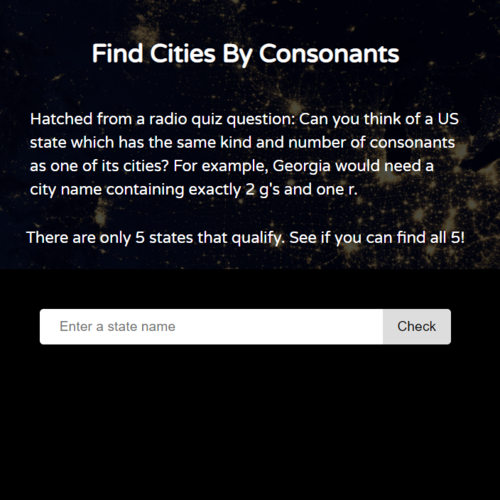 Find Cities By Consonants
Hatched from a radio quiz question: Can you think of a US
state which has the same kind and number of consonants
as one of its cities? For example, Georgia would need a
city name containing exactly 2 g's and one r.
There are only 5 states that qualify. See if you can find all 5!
Enter a state name Check